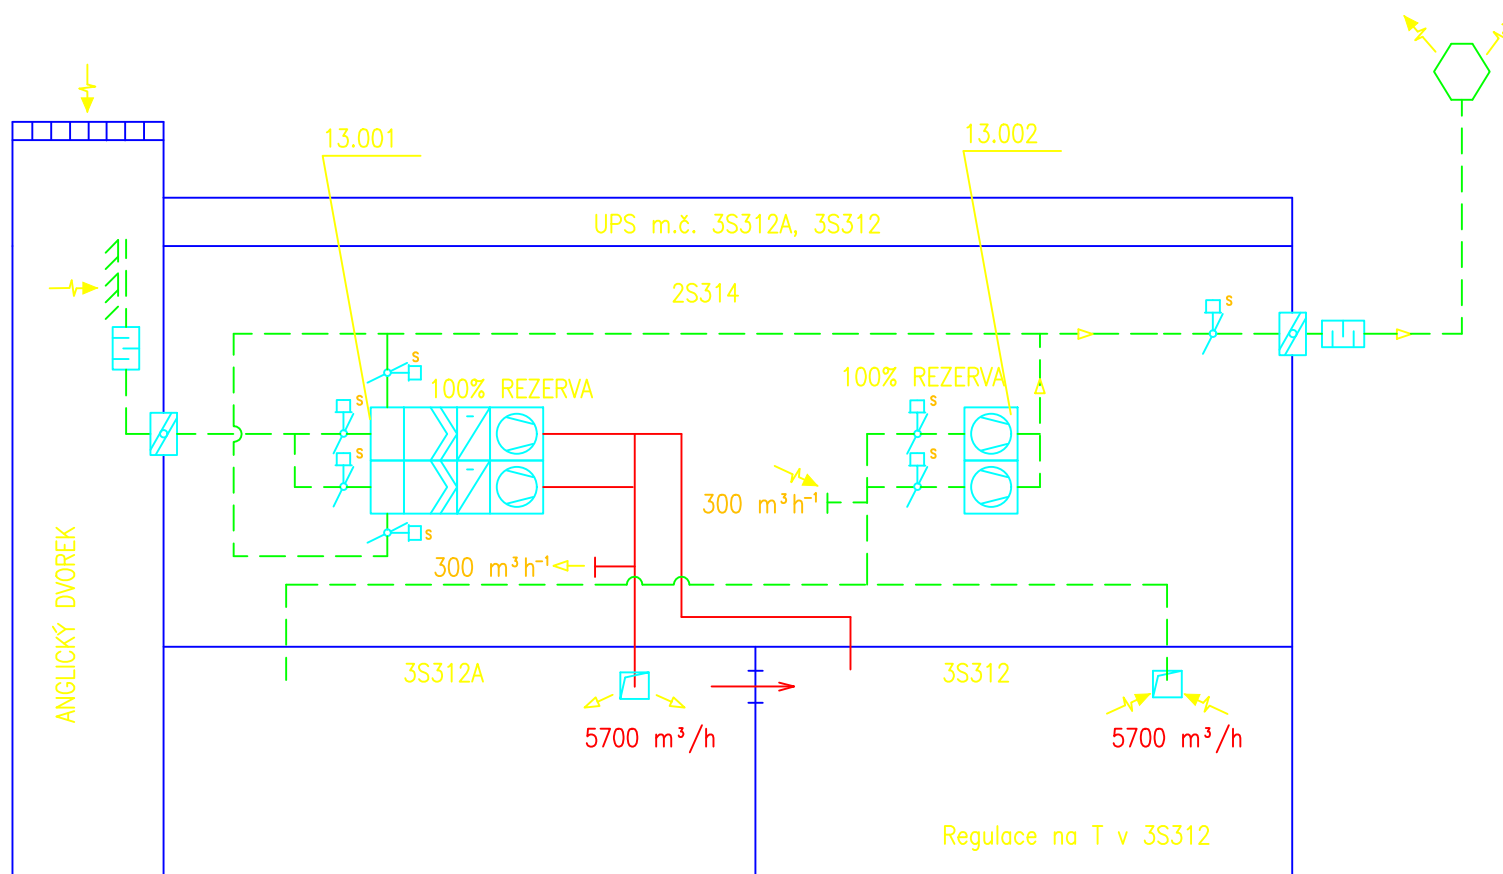 13.001
13.002
UPS m.č. 3S312A, 3S312
2S314
S
S
100% REZERVA
100% REZERVA
S
S
S
S
300 m³h⁻¹
S
300 m³h⁻¹
ANGLICKÝ DVOREK
3S312A
3S312
5700 m³/h
5700 m³/h
Regulace na T v 3S312